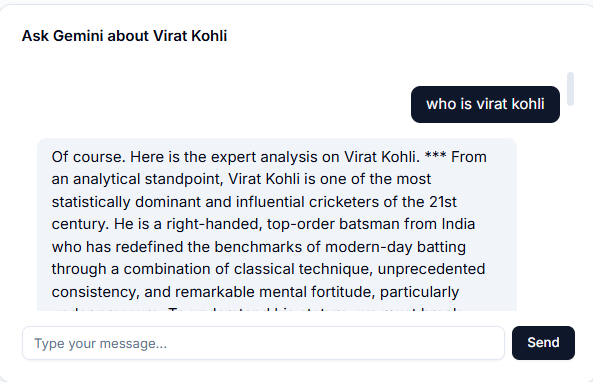 Ask Gemini about Virat Kohli
who is virat kohli
Of course. Here is the expert analysis on Virat Kohli. *** From
an analytical standpoint, Virat Kohli is one of the most
statistically dominant and influential cricketers of the 21st
century. He is a right-handed, top-order batsman from India
who has redefined the benchmarks of modern-day batting
through a combination of classical technique, unprecedented
consistency, and remarkable mental fortitude, particularly
Type your message...
Send